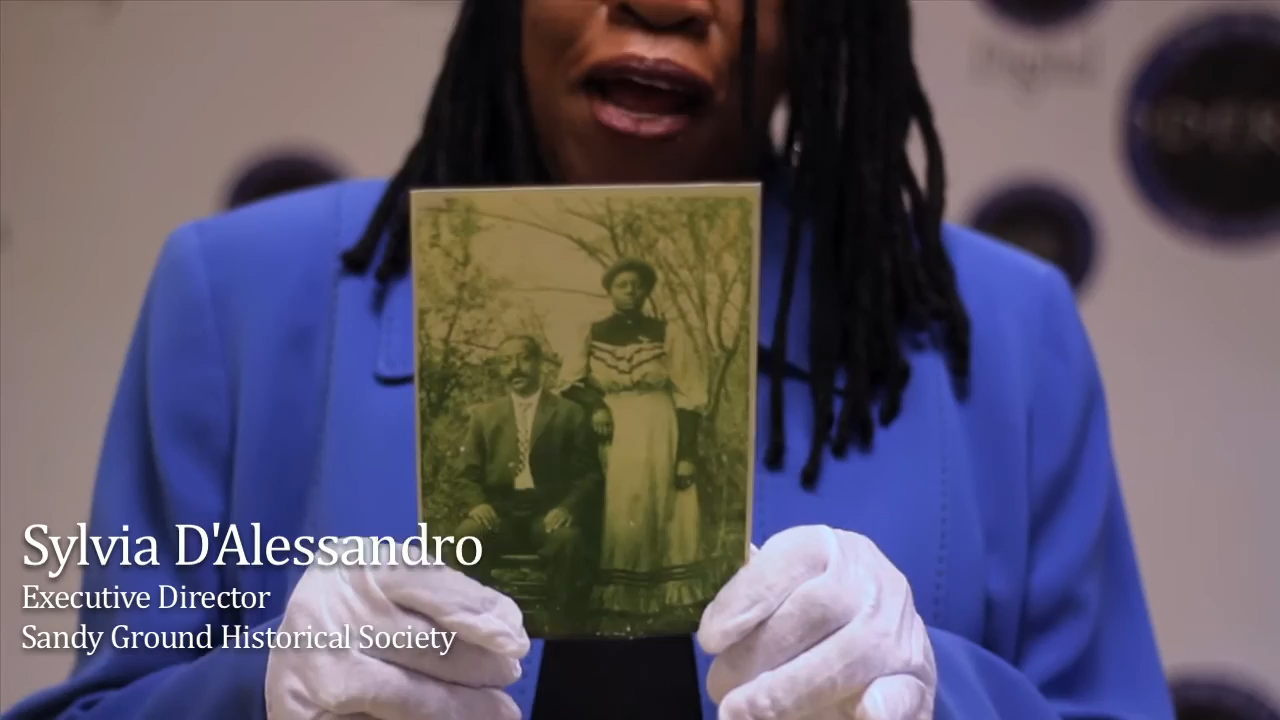 Sylvia D'Alessandro
Executive Director
Sandy Ground Historical Society